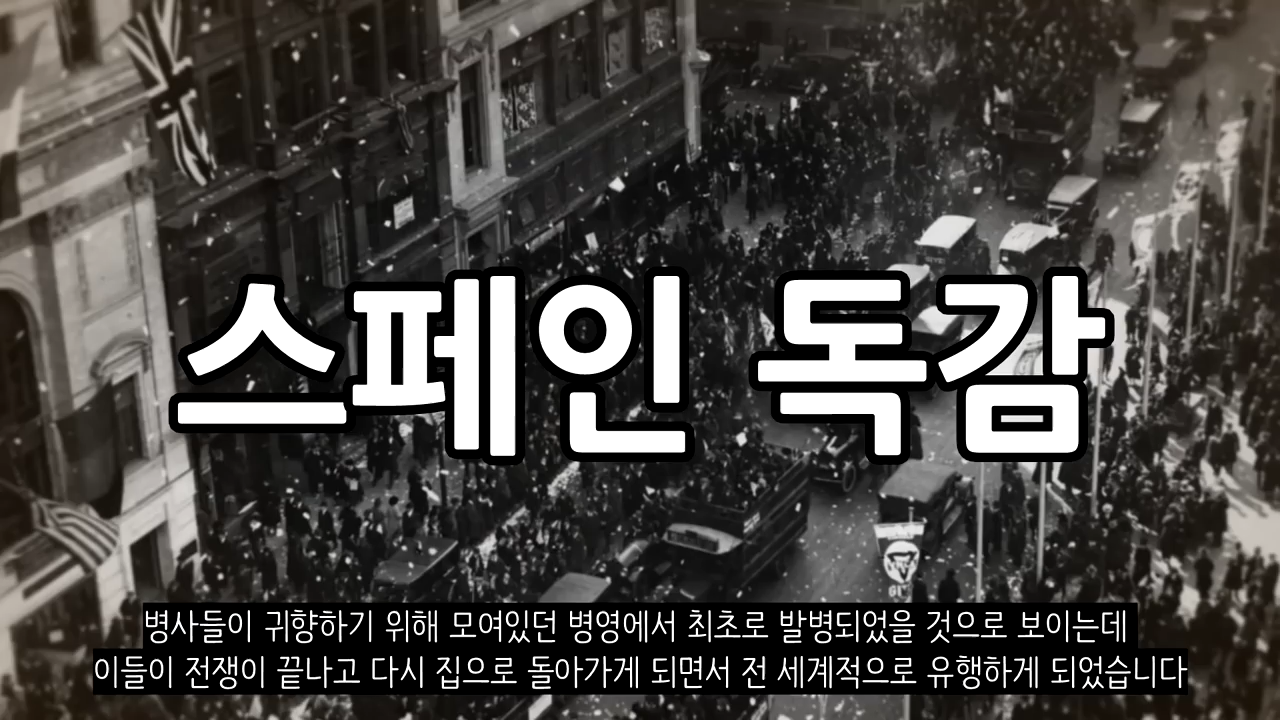 스페인 독감
병사들이 귀향하기 위해 모여있던 병영에서 최초로 발병되었을 것으로 보이는데
이들이 전쟁이 끝나고 다시 집으로 돌아가게 되면서 전 세계적으로 유행하게 되었습니다